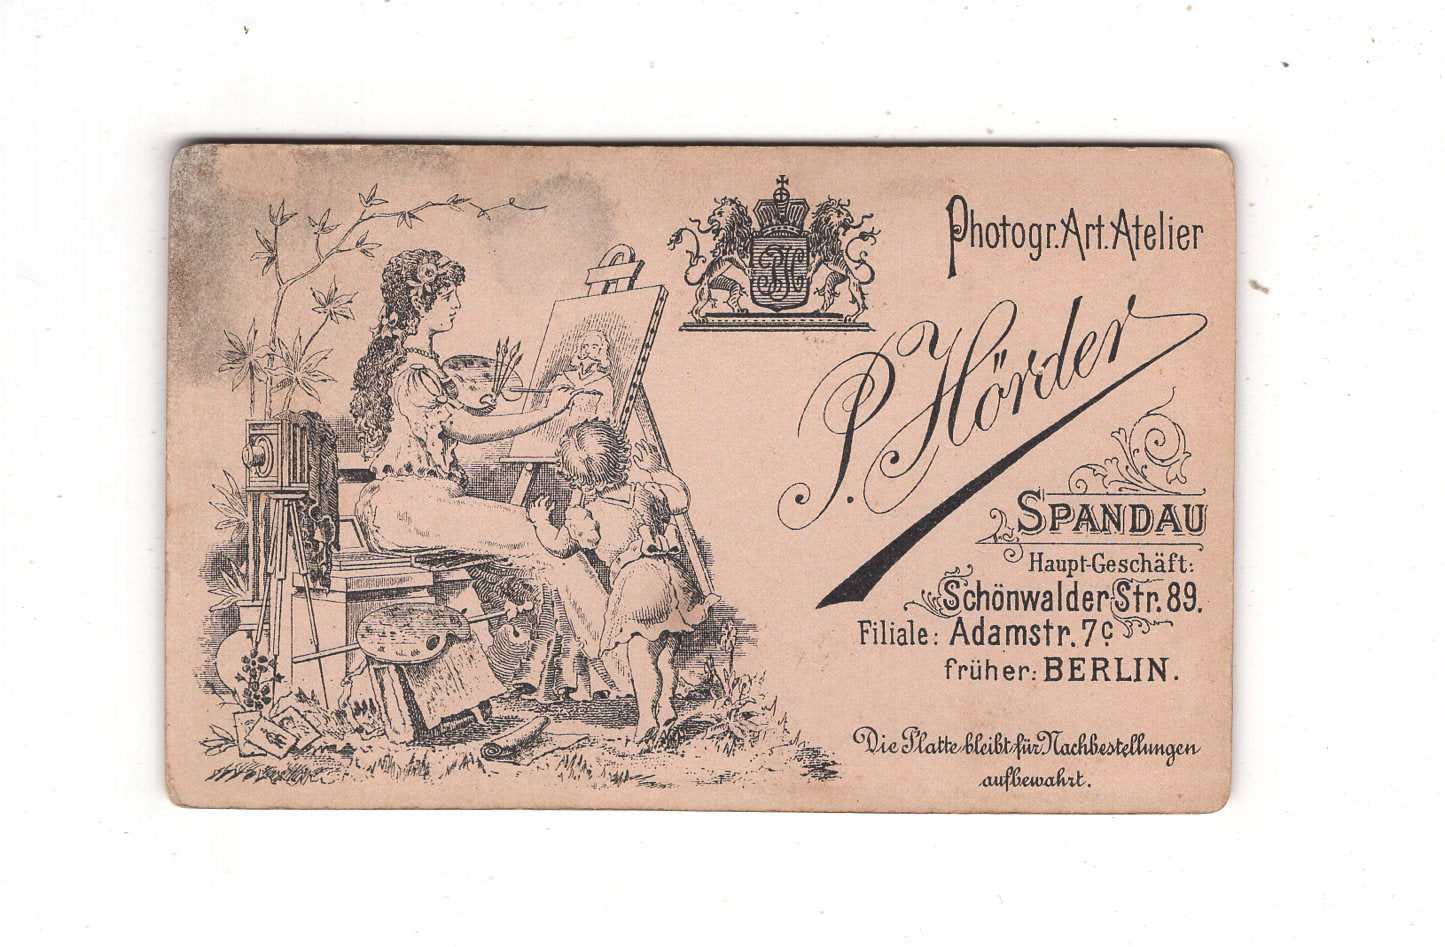 Photogr. Art. Atelier
P. Hörder
SPANDAU
Haupt-Geschäft:
Schönwalder-Str. 89.
Filiale: Adamstr. 7c
früher: BERLIN.
Die Platte bleibt für Nachbestellungen
aufbewahrt.